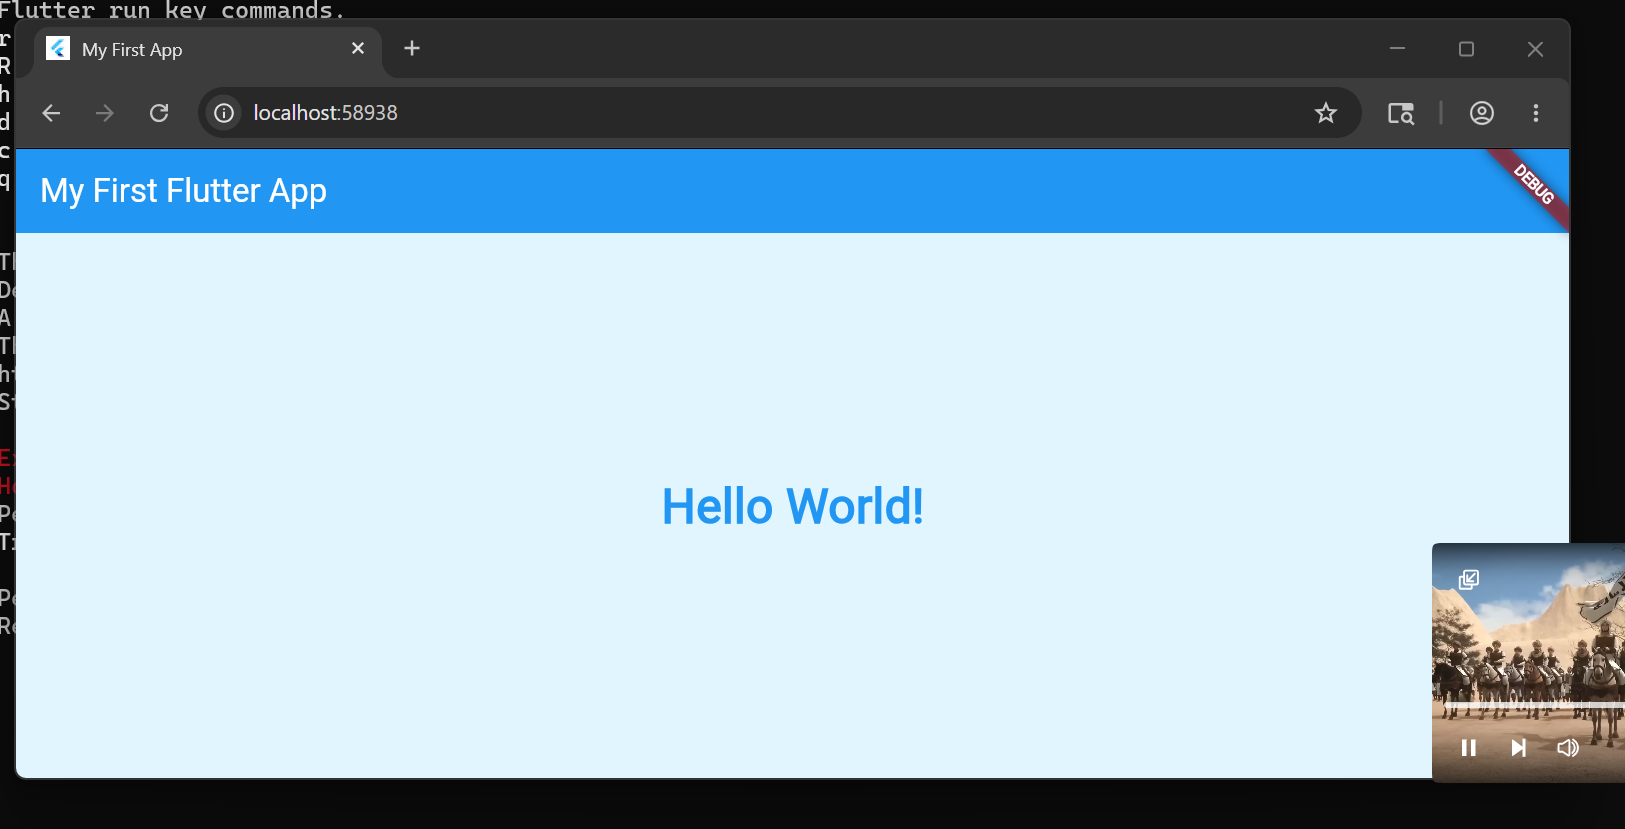 Flutter run key commands.
r
My First App
R
h
localhost:58938
d
c
q
My First Flutter App
DEBUG
Hello World!